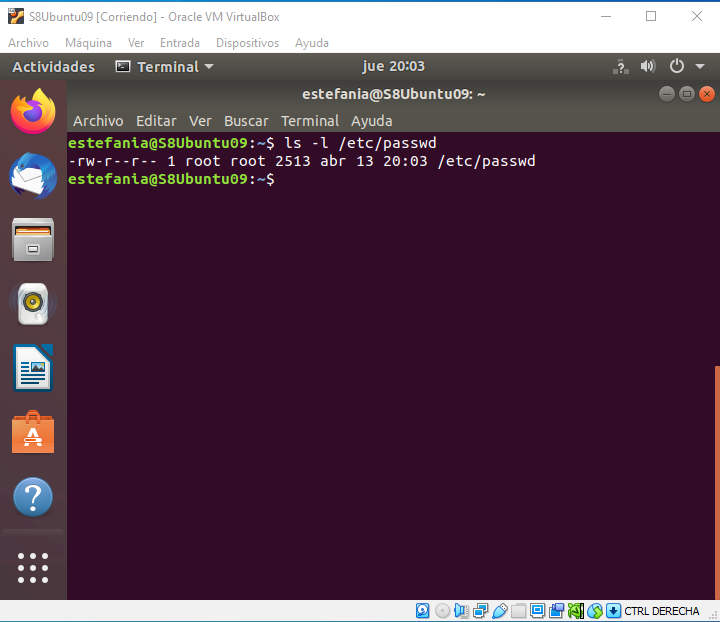 S8Ubuntu09 [Corriendo] - Oracle VM VirtualBox
Archivo Máquina Ver Entrada Dispositivos Ayuda
Actividades Terminal jue 20:03
estefania@S8Ubuntu09: ~
Archivo Editar Ver Buscar Terminal Ayuda
estefania@S8Ubuntu09:~$ ls -l /etc/passwd
-rw-r--r-- 1 root root 2513 abr 13 20:03 /etc/passwd
estefania@S8Ubuntu09:~$
CTRL DERECHA